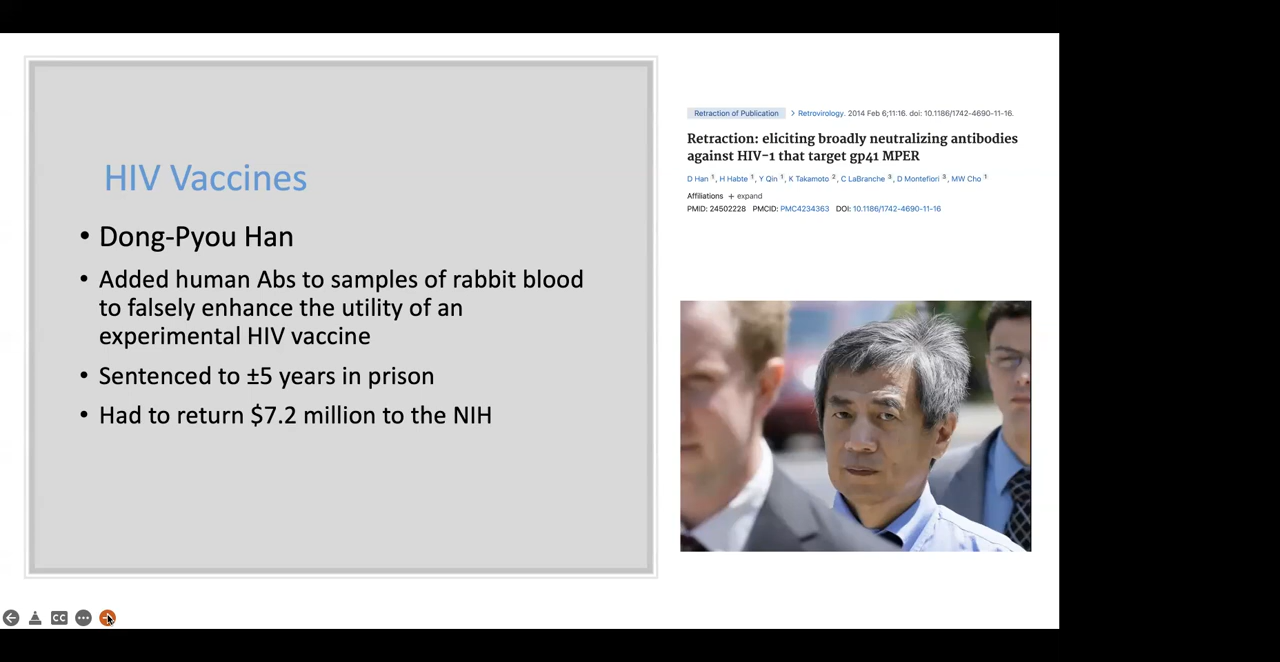 HIV Vaccines
• Dong-Pyou Han
• Added human Abs to samples of rabbit blood
to falsely enhance the utility of an
experimental HIV vaccine
• Sentenced to ±5 years in prison
• Had to return $7.2 million to the NIH
Retraction of Publication > Retrovirology. 2014 Feb 6;11:16. doi: 10.1186/1742-4690-11-16.
Retraction: eliciting broadly neutralizing antibodies
against HIV-1 that target gp41 MPER
D Han 1, H Habte 1, Y Qin 1, K Takamoto 2, C LaBranche 3, D Montefiori 3, MW Cho 1
Affiliations + expand
PMID: 24502228 PMCID: PMC4234363 DOI: 10.1186/1742-4690-11-16
CC